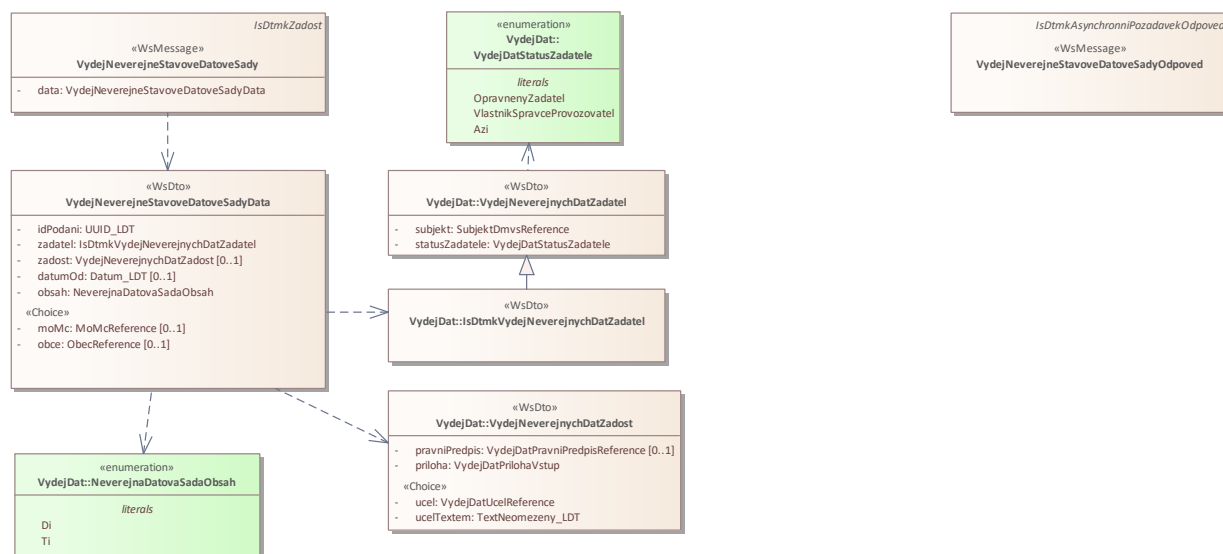 IsDtmkZadost
«WsMessage»
VydejNeverejneStavoveDatoveSady
- data: VydejNeverejneStavoveDatoveSadyData
«enumeration»
VydejDat::
VydejDatStatusZadatele
literals
OpravnenyZadatel
VlastnikSpravceProvozovatel
Azi
IsDtmkAsynchronniPozadavekOdpoved
«WsMessage»
VydejNeverejneStavoveDatoveSadyOdpoved
«WsDto»
VydejNeverejneStavoveDatoveSadyData
- idPodani: UUID_LDT
- zadatel: IsDtmkVydejNeverejnychDatZadatel
- zadost: VydejNeverejnychDatZadost [0..1]
- datumOd: Datum_LDT [0..1]
- obsah: NeverejnaDatovaSadaObsah
«Choice»
- moMc: MoMcReference [0..1]
- obce: ObecReference [0..1]
«WsDto»
VydejDat::VydejNeverejnychDatZadatel
- subjekt: SubjektDmvsReference
- statusZadatele: VydejDatStatusZadatele
«WsDto»
VydejDat::IsDtmkVydejNeverejnychDatZadatel
«WsDto»
VydejDat::VydejNeverejnychDatZadost
- pravniPredpis: VydejDatPravniPredpisReference [0..1]
- priloha: VydejDatPrilohaVstup
«Choice»
- ucel: VydejDatUcelReference
- ucelTextem: TextNeomezeny_LDT
«enumeration»
VydejDat::NeverejnaDatovaSadaObsah
literals
Di
Ti